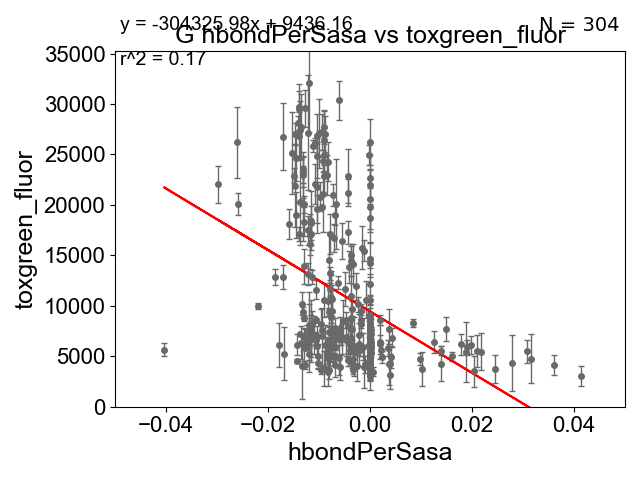 y = -304325.98x + 9436.16
N = 304
G hbondPerSasa vs toxgreen_fluor
r^2 = 0.17
35000
30000
25000
20000
15000
10000
5000
0
toxgreen_fluor
−0.04 −0.02 0.00 0.02 0.04
hbondPerSasa